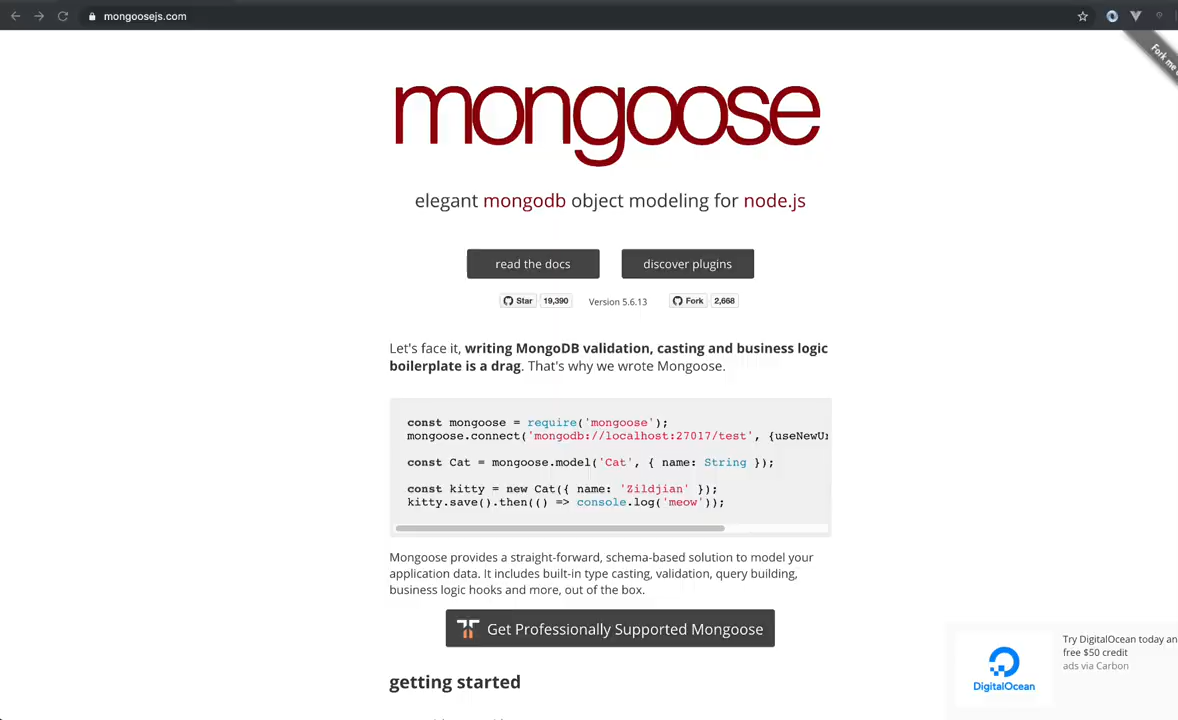 mongoosejs.com
Fork me
mongoose
elegant mongodb object modeling for node.js
read the docs
discover plugins
Star 19,390 Version 5.6.13 Fork 2,668
Let's face it, writing MongoDB validation, casting and business logic
boilerplate is a drag. That's why we wrote Mongoose.
const mongoose = require('mongoose');
mongoose.connect('mongodb://localhost:27017/test', {useNewUr
const Cat = mongoose.model('Cat', { name: String });
const kitty = new Cat({ name: 'Zildjian' });
kitty.save().then(() => console.log('meow'));
Mongoose provides a straight-forward, schema-based solution to model your
application data. It includes built-in type casting, validation, query building,
business logic hooks and more, out of the box.
Get Professionally Supported Mongoose
Try DigitalOcean today an
free $50 credit
ads via Carbon
DigitalOcean
getting started